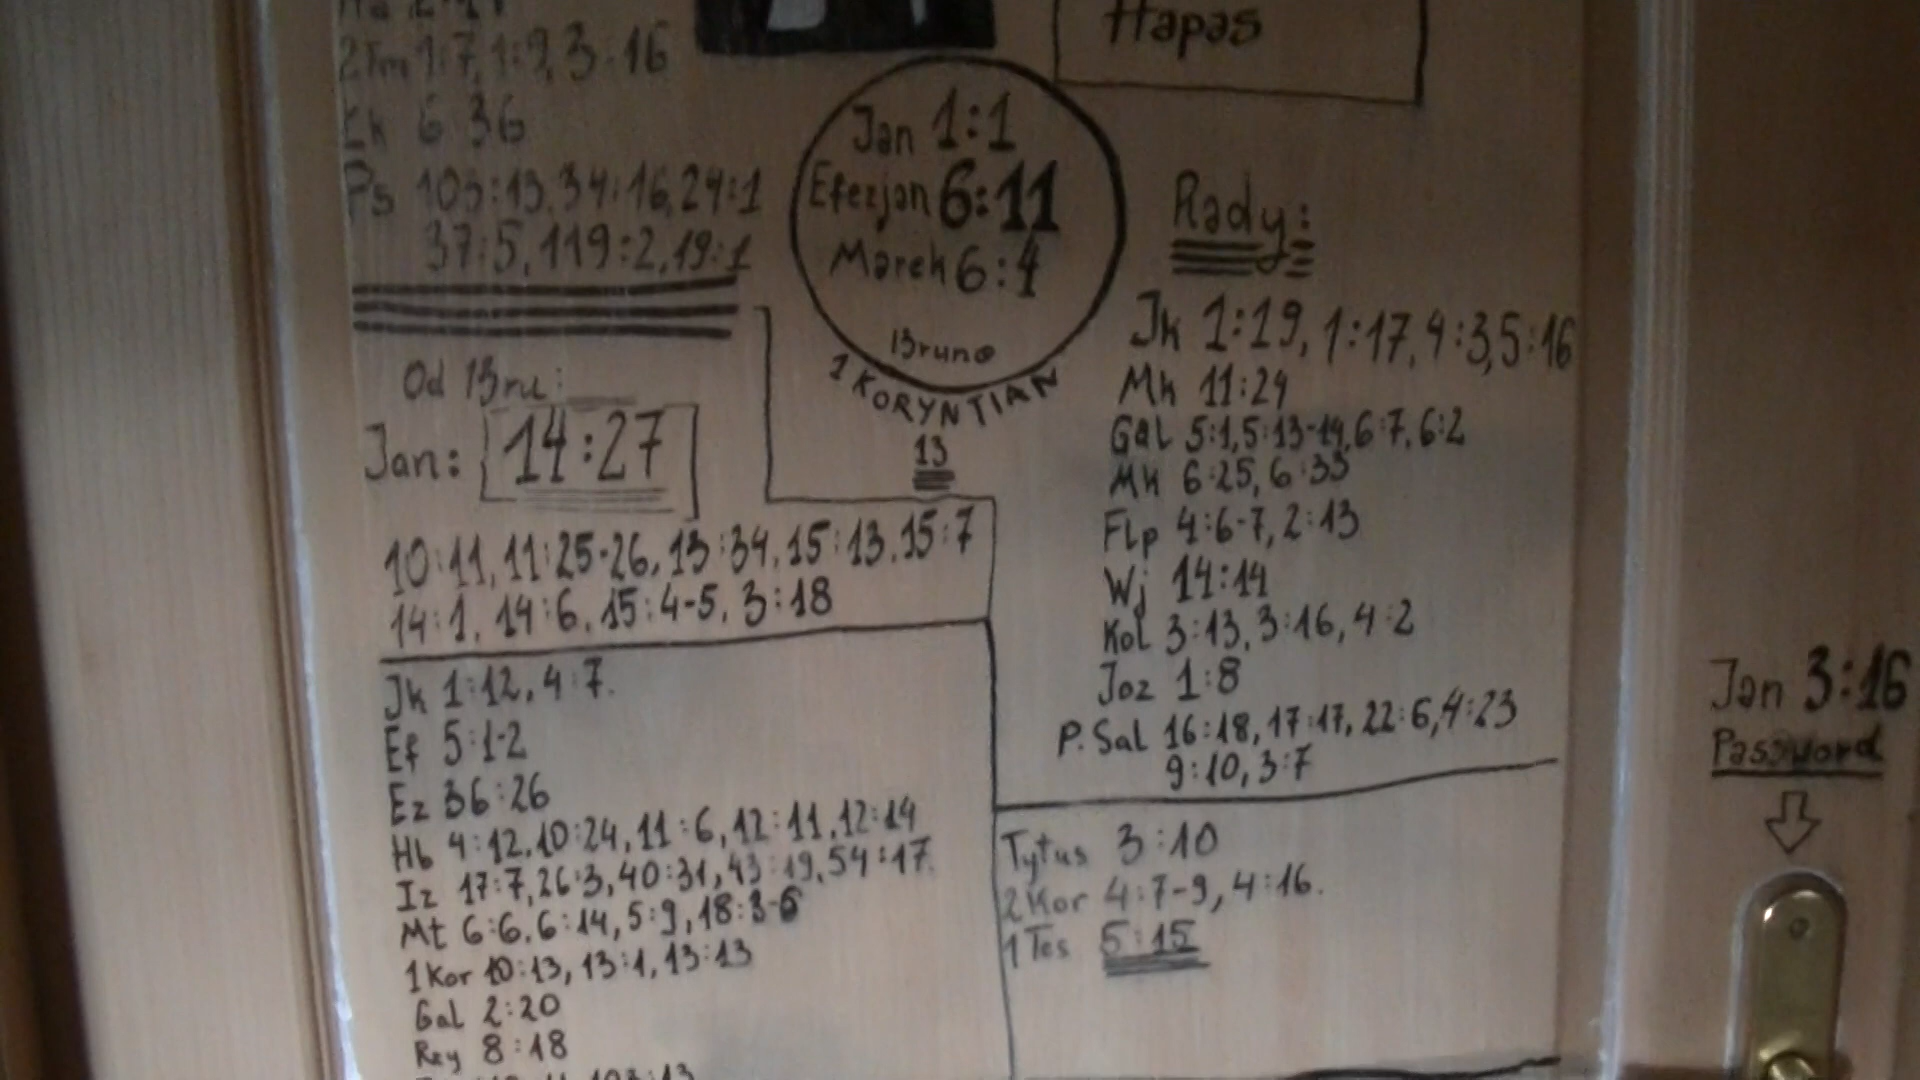 2Tm 1:7, 1:9, 3:16
Ek 6 36
Ps 103:13, 34:16, 24:1
37:5, 119:2, 19:1
Od Bru:
Jan: 14:27
10:11, 11:25-26, 13:34, 15:13, 15:7
14:1, 14:6, 15:4-5, 3:18
Jk 1:12, 4:7.
Ef 5:1-2
Ez 36:26
Hb 4:12, 10:24, 11:6, 12:11, 12:14
Iz 17:7, 26:3, 40:31, 43:19, 54:17.
Mt 6:6, 6:14, 5:9, 18:3-5
1Kor 10:13, 13:1, 13:13
Gal 2:20
Rzy 8:18
103:13
Hapas
Jan 1:1
Efezjan 6:11
Marek 6:4
Bruno
1 KORYNTIAN
13
Rady:
Jk 1:19, 1:17, 4:3, 5:16
Mk 11:24
Gal 5:1, 5:13-14, 6:7, 6:2
Mk 6:25, 6:33
Flp 4:6-7, 2:13
Wj 14:14
Kol 3:13, 3:16, 4:2
Joz 1:8
P. Sal 16:18, 17:17, 22:6, 4:23
9:10, 3:7
Tytus 3:10
2Kor 4:7-9, 4:16.
1Tes 5:15
Jan 3:16
Password